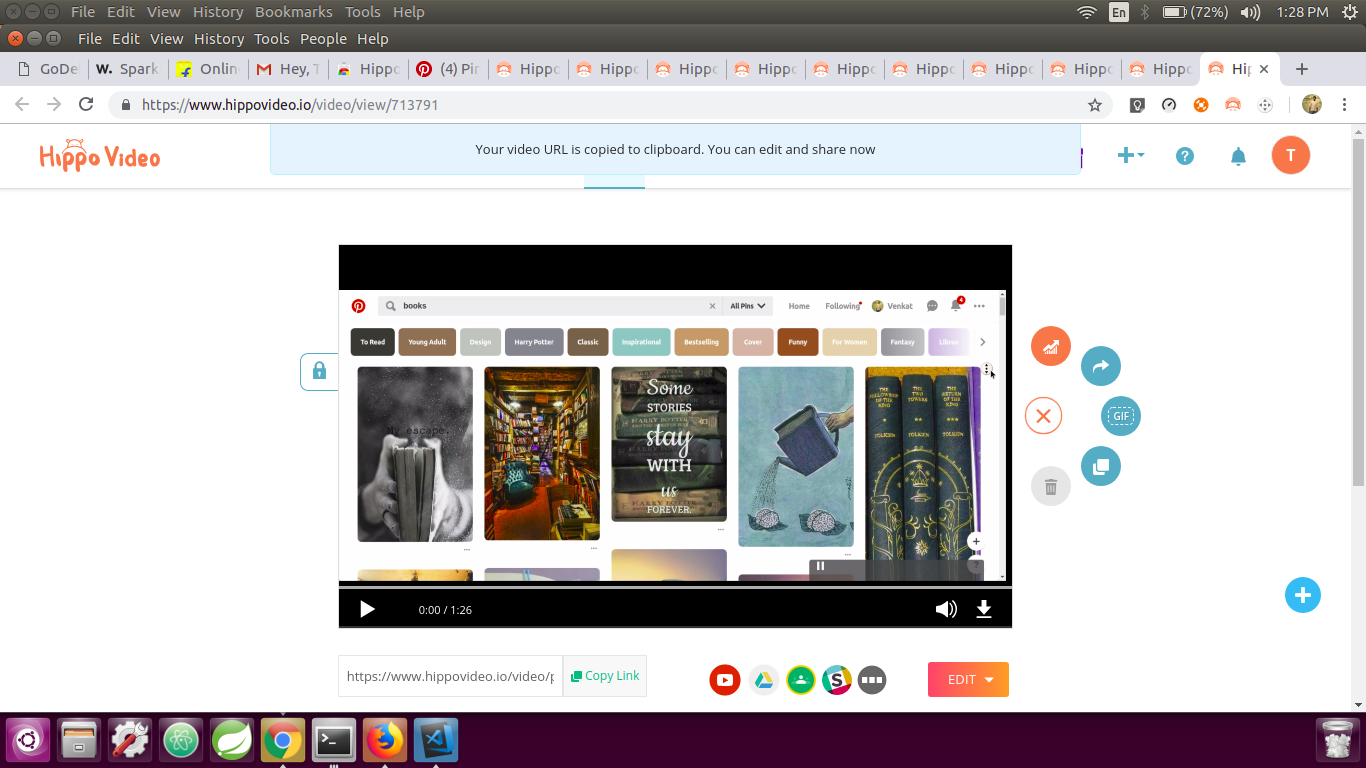 File Edit View History Bookmarks Tools Help
En (72%) 1:28 PM
File Edit View History Tools People Help
GoDe W. Spark Onlin Hey, T Hippo (4) Pin Hippo Hippo Hippo Hippo Hippo Hippo Hippo Hippo Hippo Hip
https://www.hippovideo.io/video/view/713791
Hippo Video
Your video URL is copied to clipboard. You can edit and share now
T
books
All Pins
Home Following Venkat 4
To Read Young Adult Design Harry Potter Classic Inspirational Bestselling Cover Funny For Women Fantasy
My escape.
Some
STORIES
stay
WITH
us
FOREVER.
HARRY POTTER
THE FELLOWSHIP OF THE RING
TOLKIEN
THE TWO TOWERS
TOLKIEN
THE RETURN OF THE KING
TOLKIEN
GIF
0:00 / 1:26
https://www.hippovideo.io/video/p
Copy Link
EDIT